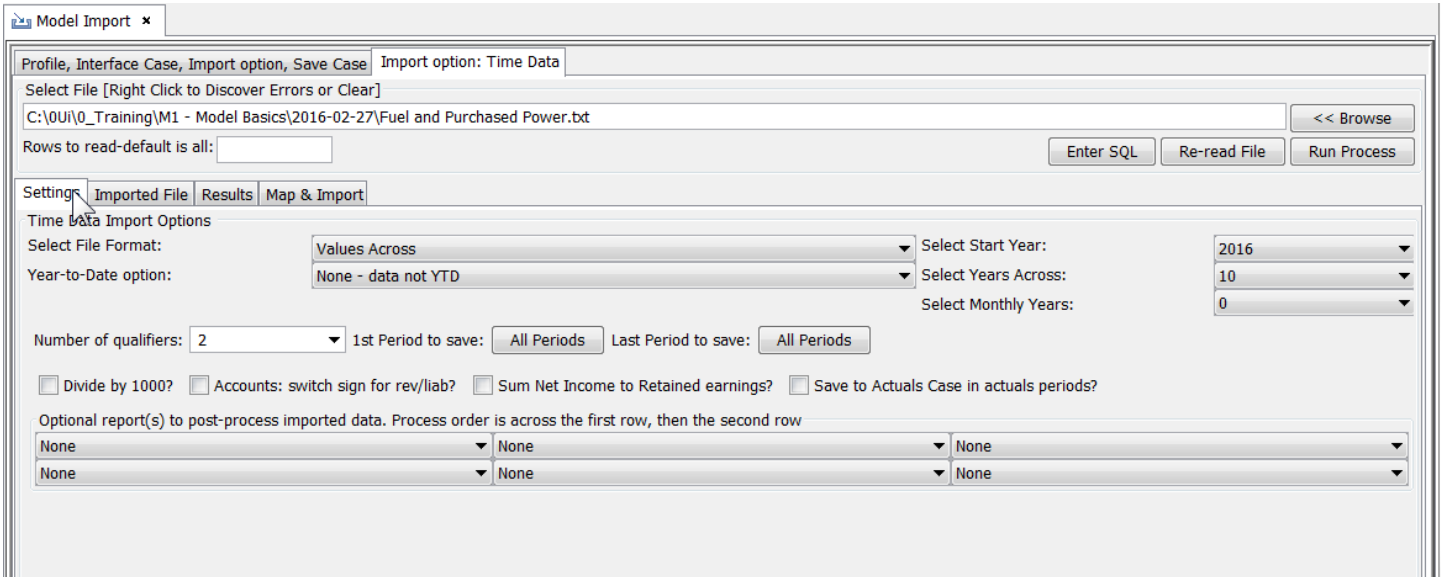 Model Import ×
Profile, Interface Case, Import option, Save Case Import option: Time Data
Select File [Right Click to Discover Errors or Clear]
C:\0Ui\0_Training\M1 - Model Basics\2016-02-27\Fuel and Purchased Power.txt << Browse
Rows to read-default is all: Enter SQL Re-read File Run Process
Settings Imported File Results Map & Import
Time Data Import Options
Select File Format: Values Across Select Start Year: 2016
Year-to-Date option: None - data not YTD Select Years Across: 10
Select Monthly Years: 0
Number of qualifiers: 2 1st Period to save: All Periods Last Period to save: All Periods
Divide by 1000? Accounts: switch sign for rev/liab? Sum Net Income to Retained earnings? Save to Actuals Case in actuals periods?
Optional report(s) to post-process imported data. Process order is across the first row, then the second row
None None None
None None None